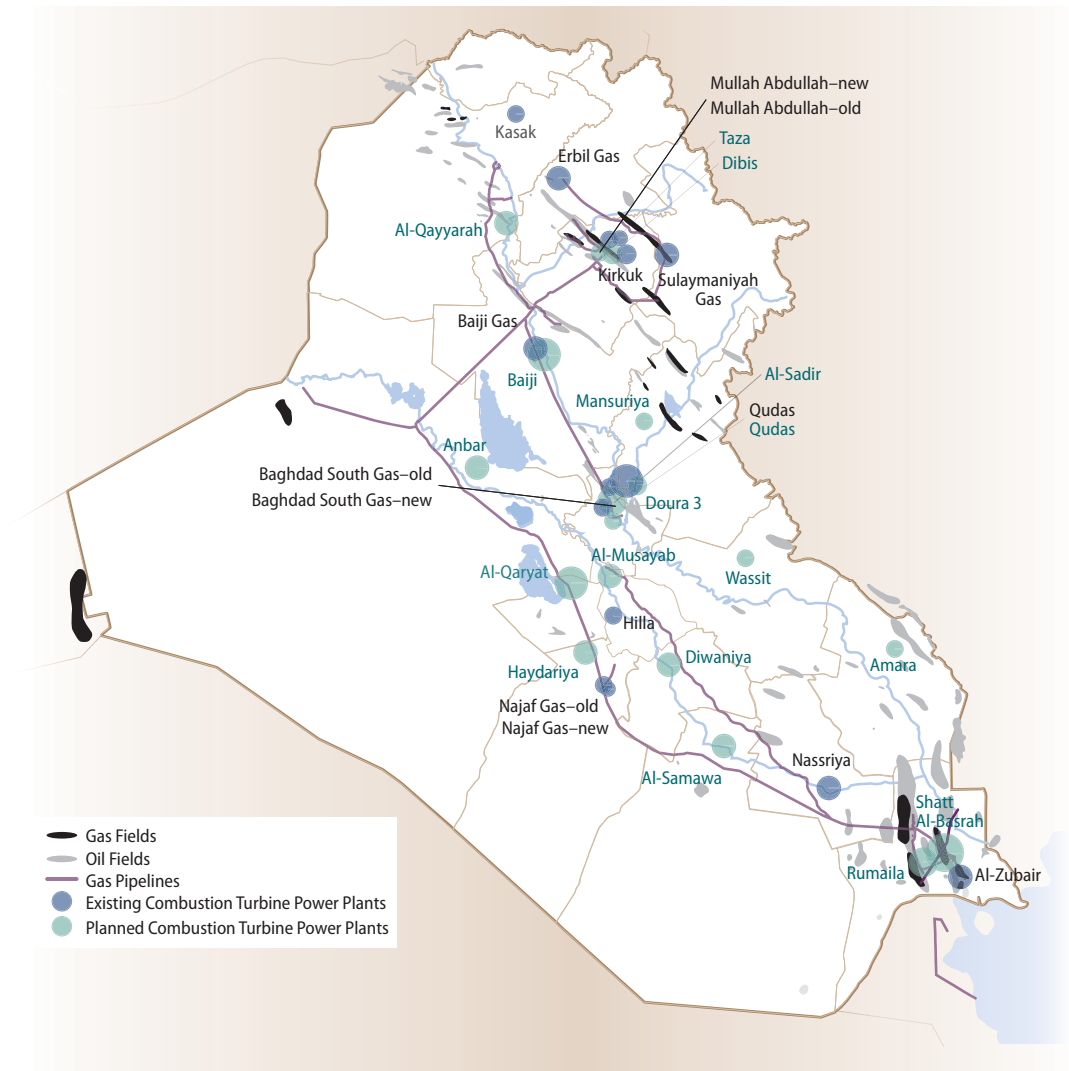 Mullah Abdullah–new
Mullah Abdullah–old
Taza
Dibis
Kasak
Erbil Gas
Al-Qayyarah
Kirkuk
Sulaymaniyah
Gas
Baiji Gas
Baiji
Mansuriya
Al-Sadir
Qudas
Qudas
Anbar
Baghdad South Gas–old
Baghdad South Gas–new
Doura 3
Al-Musayab
Al-Qaryat
Wassit
Hilla
Haydariya
Diwaniya
Amara
Najaf Gas–old
Najaf Gas–new
Al-Samawa
Nassriya
Shatt
Al-Basrah
Rumaila
Al-Zubair
Gas Fields
Oil Fields
Gas Pipelines
Existing Combustion Turbine Power Plants
Planned Combustion Turbine Power Plants